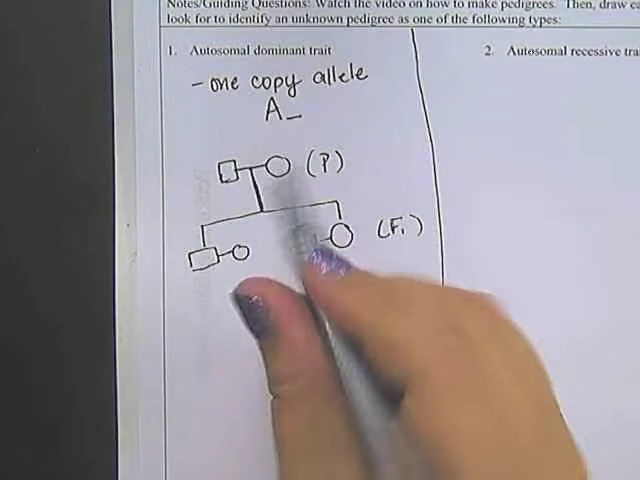 Notes/Guiding Questions: Watch the video on how to make pedigrees. Then, draw
look for to identify an unknown pedigree as one of the following types:
1. Autosomal dominant trait
2. Autosomal recessive
- one copy allele
A_
(P)
(F₁)